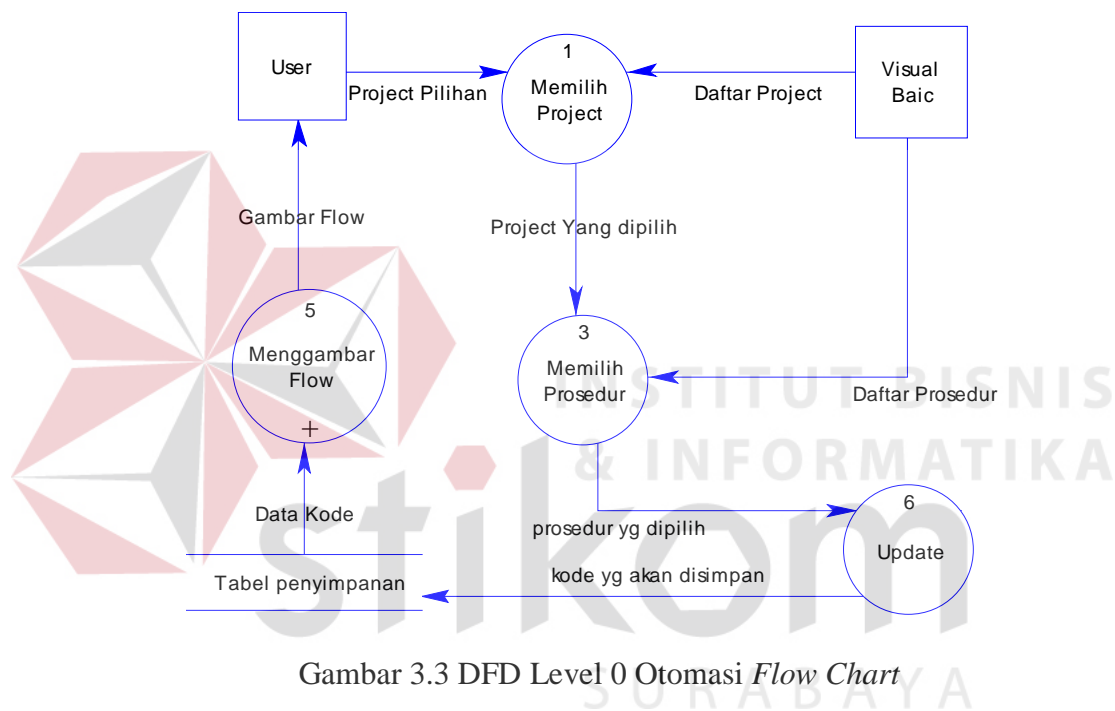 User
Project Pilihan
1
Memilih
Project
Daftar Project
Visual
Baic
Gambar Flow
Project Yang dipilih
5
Menggambar
Flow
+
3
Memilih
Prosedur
Daftar Prosedur
INSTITUT BISNIS
& INFORMATIKA
Data Kode
prosedur yg dipilih
6
Update
Tabel penyimpanan
kode yg akan disimpan
stikom
Gambar 3.3 DFD Level 0 Otomasi Flow Chart
SURABAYA